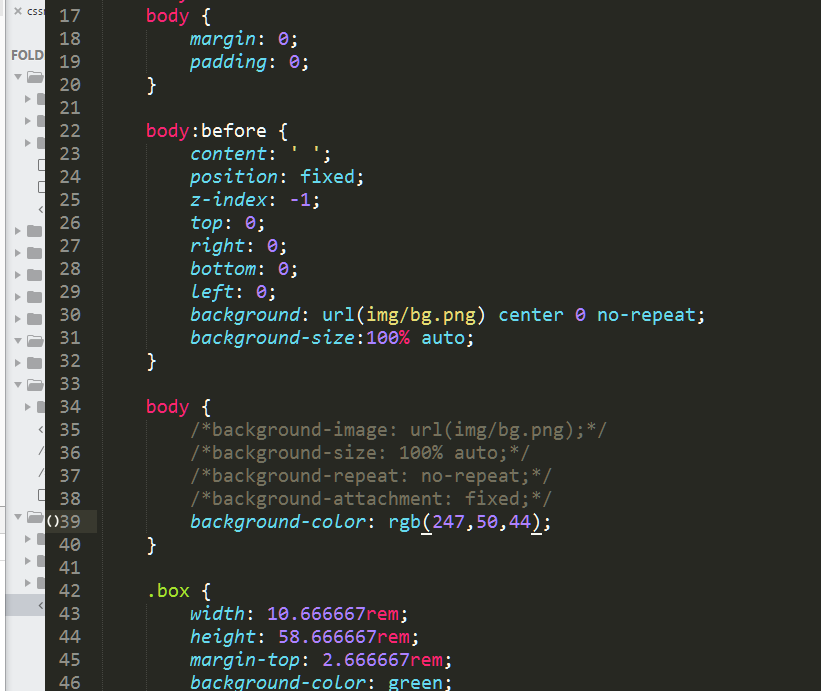 × css
FOLD
17 body {
18 margin: 0;
19 padding: 0;
20 }
21
22 body:before {
23 content: ' ';
24 position: fixed;
25 z-index: -1;
26 top: 0;
27 right: 0;
28 bottom: 0;
29 left: 0;
30 background: url(img/bg.png) center 0 no-repeat;
31 background-size:100% auto;
32 }
33
34 body {
35 /*background-image: url(img/bg.png);*/
36 /*background-size: 100% auto;*/
37 /*background-repeat: no-repeat;*/
38 /*background-attachment: fixed;*/
()39 background-color: rgb(247,50,44);
40 }
41
42 .box {
43 width: 10.666667rem;
44 height: 58.666667rem;
45 margin-top: 2.666667rem;
46 background-color: green;